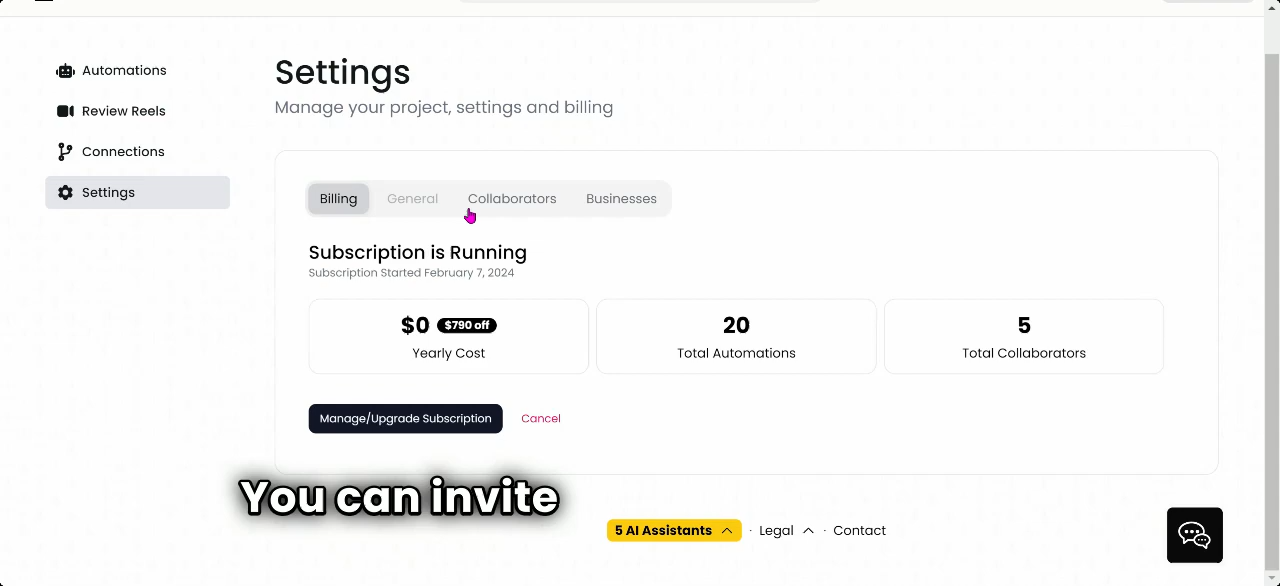 Automations
Review Reels
Connections
Settings
Settings
Manage your project, settings and billing
Billing General Collaborators Businesses
Subscription is Running
Subscription Started February 7, 2024
$0 $790 off
Yearly Cost
20
Total Automations
5
Total Collaborators
Manage/Upgrade Subscription Cancel
You can invite
5 AI Assistants · Legal · Contact